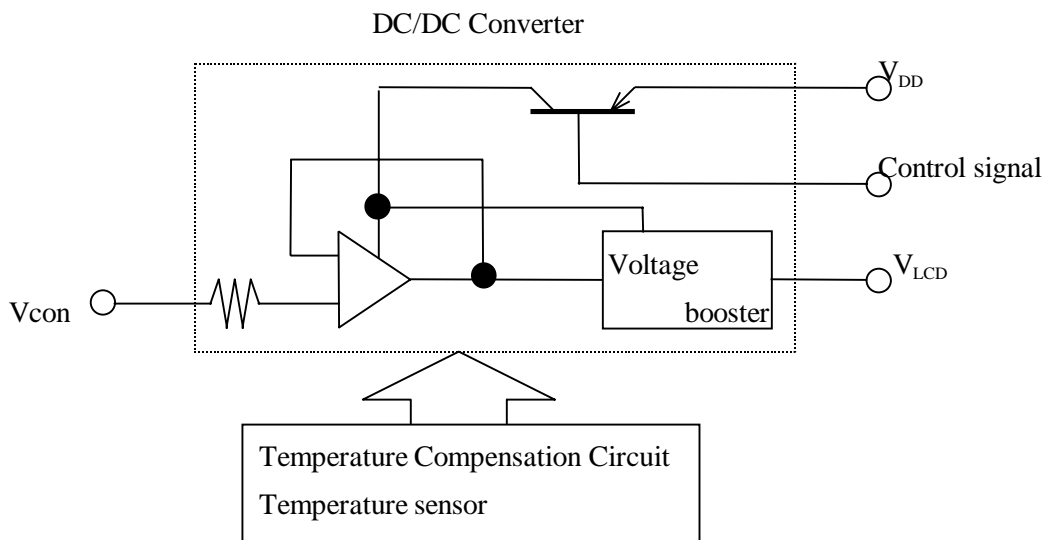 DC/DC Converter
VDD
Control signal
Voltage
booster
VLCD
Vcon
Temperature Compensation Circuit
Temperature sensor